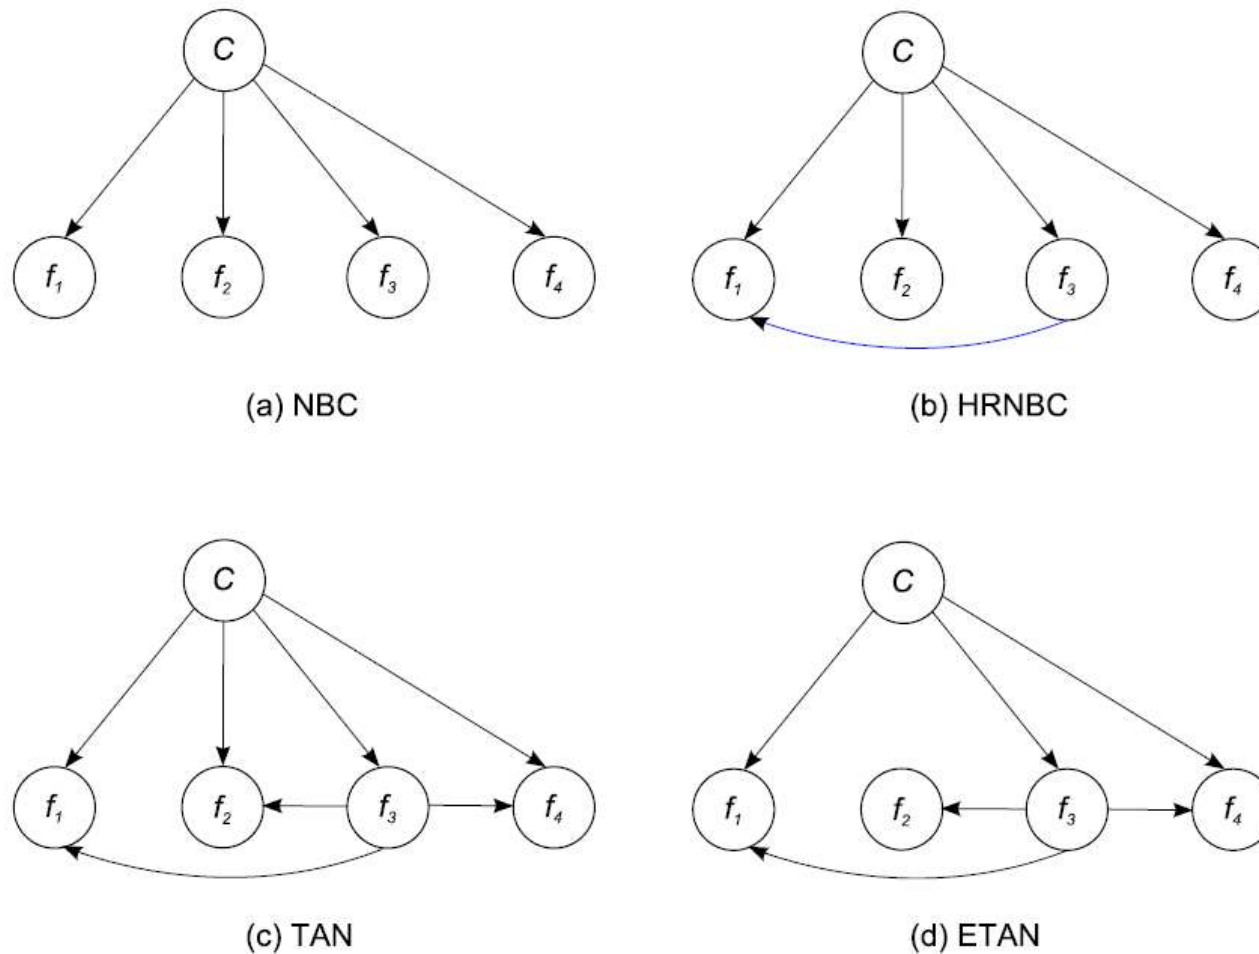 C C
f₁ f₂ f₃ f₄ f₁ f₂ f₃ f₄
(a) NBC (b) HRNBC
C C
f₁ f₂ f₃ f₄ f₁ f₂ f₃ f₄
(c) TAN (d) ETAN